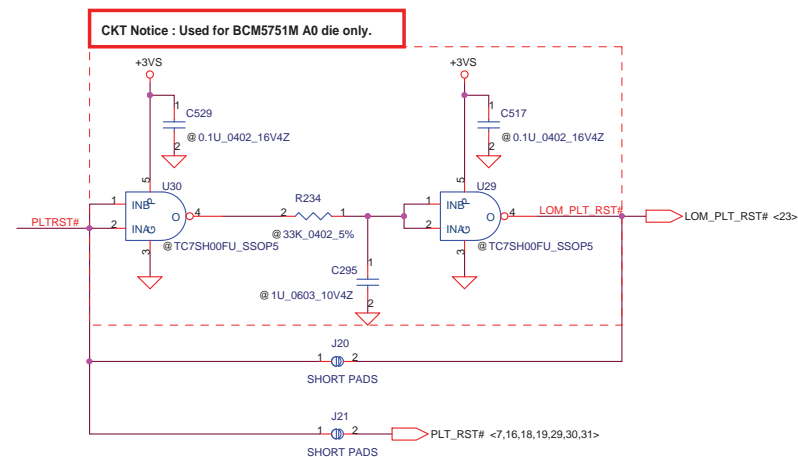 CKT Notice : Used for BCM5751M A0 die only.
+3VS
+3VS
1
C529
@ 0.1U_0402_16V4Z
2
1
C517
@ 0.1U_0402_16V4Z
2
5
U30
1
INB
P
O
4
PLTRST#
2
INA
G
@ TC7SH00FU_SSOP5
3
R234
2
1
@ 33K_0402_5%
1
C295
@ 1U_0603_10V4Z
2
5
U29
1
INB
P
O
4
LOM_PLT_RST#
2
INA
G
@ TC7SH00FU_SSOP5
3
LOM_PLT_RST# <23>
J20
1
2
SHORT PADS
J21
1
2
PLT_RST# <7,16,18,19,29,30,31>
SHORT PADS